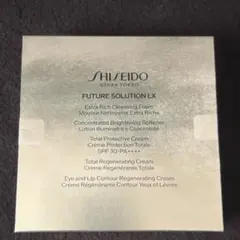 SHISEIDO
GINZA TOKYO
FUTURE SOLUTION LX
Extra Rich Cleansing Foam
Mousse Nettoyante Extra Riche
Concentrated Brightening Softener
Lotion Illuminatrice Concentrée
Total Protective Cream
Crème Protection Totale
SPF 20·PA++++
Total Regenerating Cream
Crème Régénérante Totale
Eye and Lip Contour Regenerating Cream
Crème Régénérante Contour Yeux et Lèvres